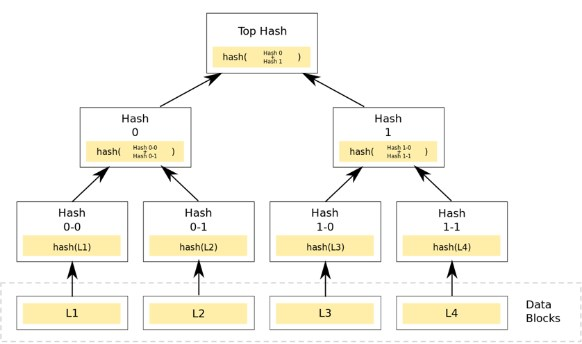 Top Hash
hash( Hash 0 + Hash 1 )
Hash
0
hash( Hash 0-0 + Hash 0-1 )
Hash
1
hash( Hash 1-0 + Hash 1-1 )
Hash
0-0
hash(L1)
Hash
0-1
hash(L2)
Hash
1-0
hash(L3)
Hash
1-1
hash(L4)
L1
L2
L3
L4
Data
Blocks